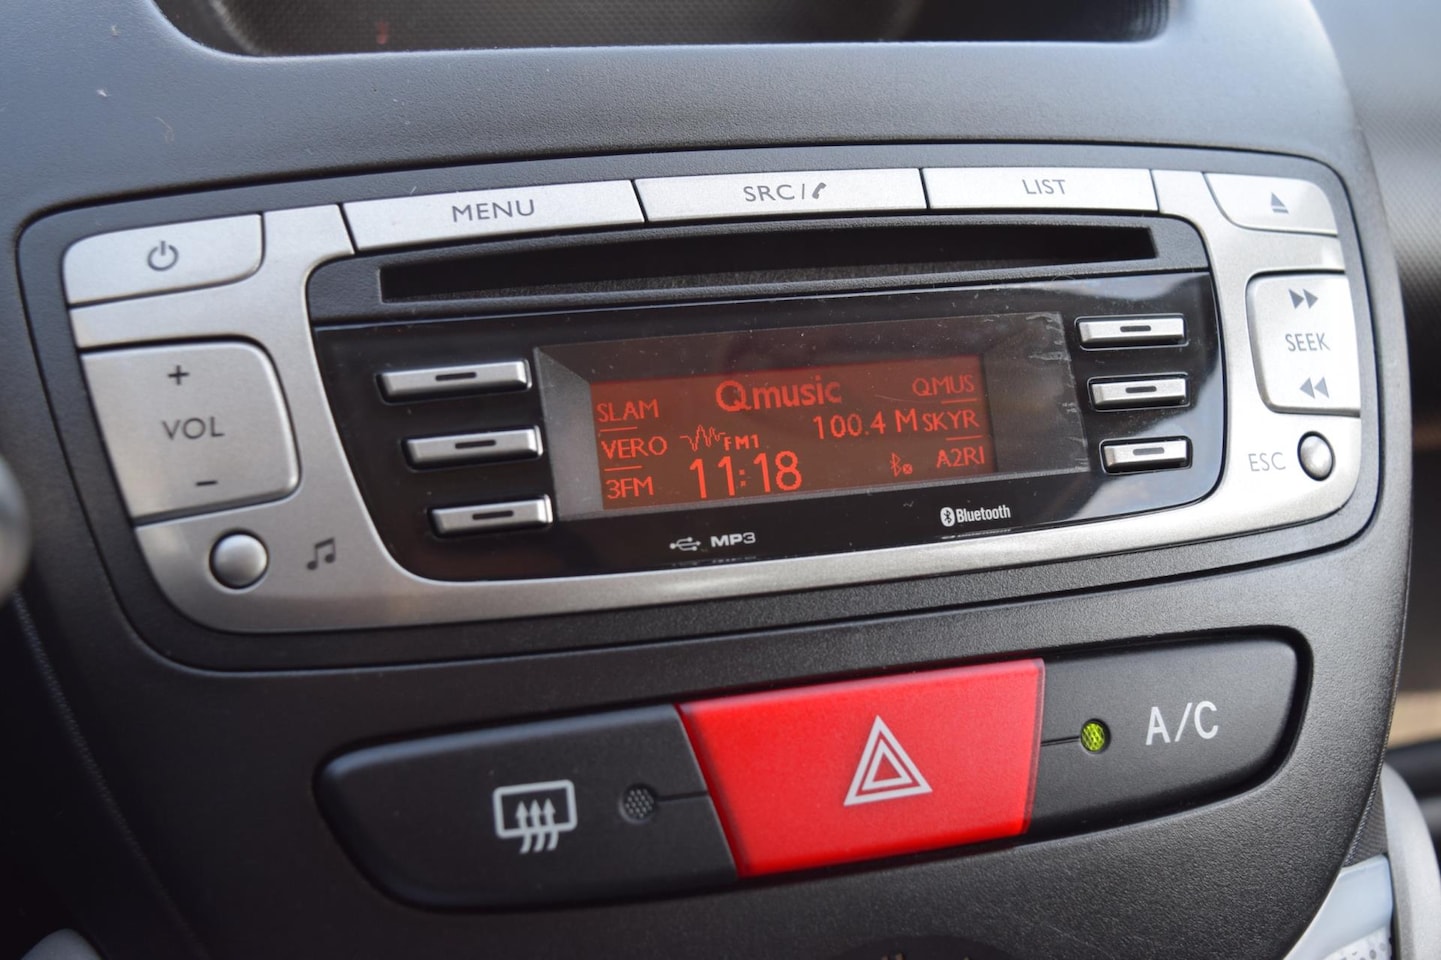 MENU
SRC/
LIST
+
VOL
−
SEEK
ESC
SLAM
VERO
3FM
Qmusic
FM1
100.4 M
11:18
QMUS
SKYR
A2RI
MP3
Bluetooth
A/C